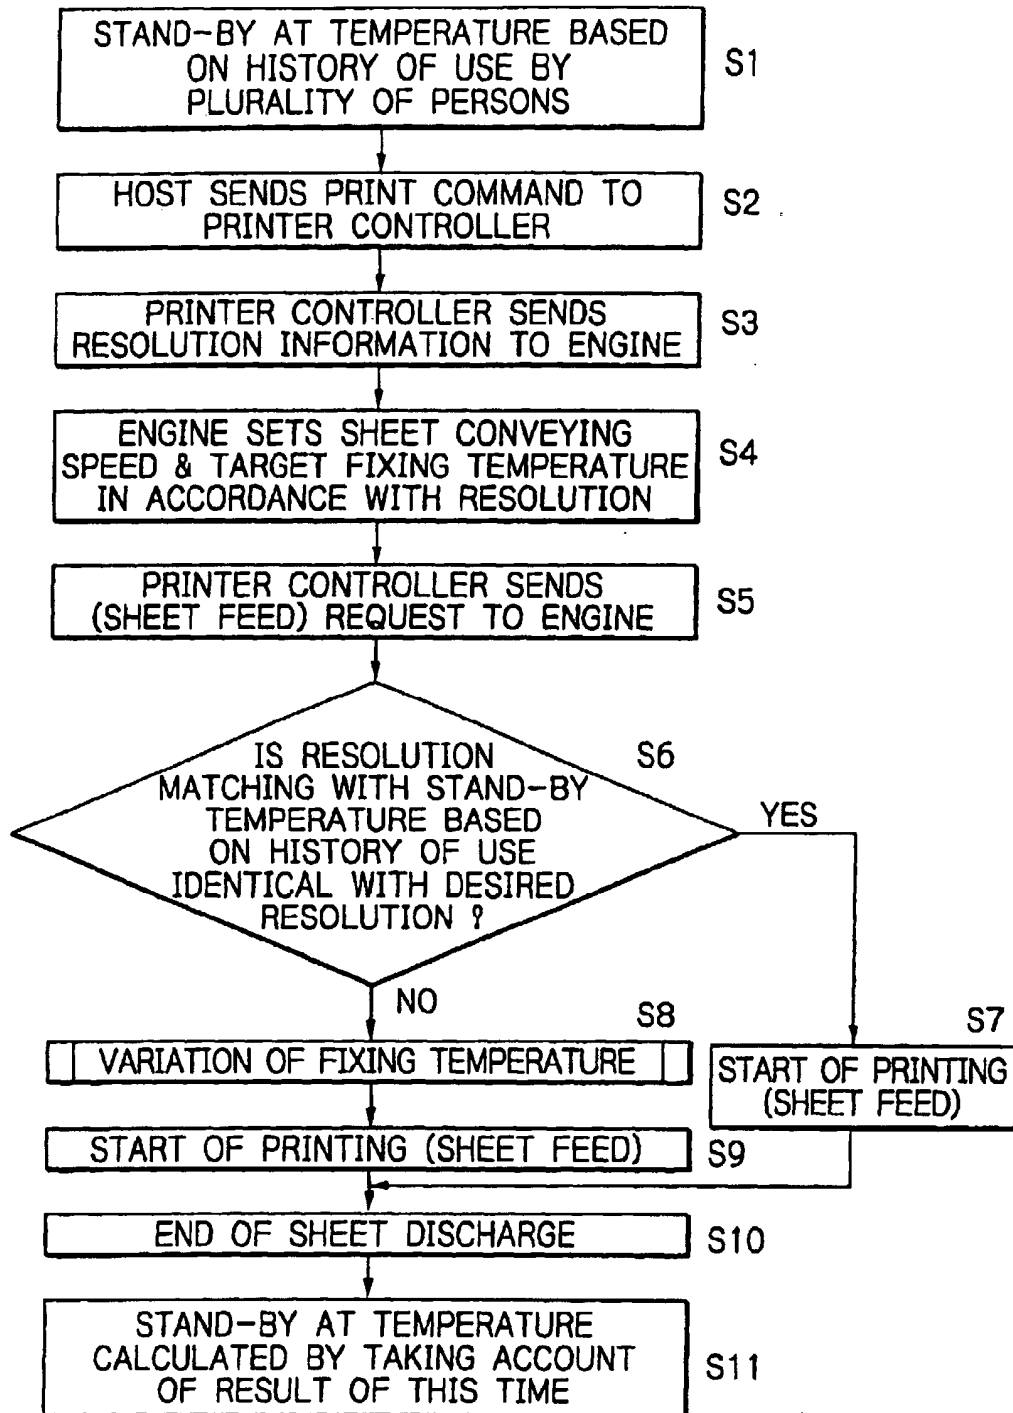 STAND-BY AT TEMPERATURE BASED
ON HISTORY OF USE BY
PLURALITY OF PERSONS
S1
HOST SENDS PRINT COMMAND TO
PRINTER CONTROLLER
S2
PRINTER CONTROLLER SENDS
RESOLUTION INFORMATION TO ENGINE
S3
ENGINE SETS SHEET CONVEYING
SPEED & TARGET FIXING TEMPERATURE
IN ACCORDANCE WITH RESOLUTION
S4
PRINTER CONTROLLER SENDS
(SHEET FEED) REQUEST TO ENGINE
S5
IS RESOLUTION
MATCHING WITH STAND-BY
TEMPERATURE BASED
ON HISTORY OF USE
IDENTICAL WITH DESIRED
RESOLUTION ?
S6
YES
NO
S7
START OF PRINTING
(SHEET FEED)
S8
VARIATION OF FIXING TEMPERATURE
START OF PRINTING (SHEET FEED)
S9
END OF SHEET DISCHARGE
S10
STAND-BY AT TEMPERATURE
CALCULATED BY TAKING ACCOUNT
OF RESULT OF THIS TIME
S11